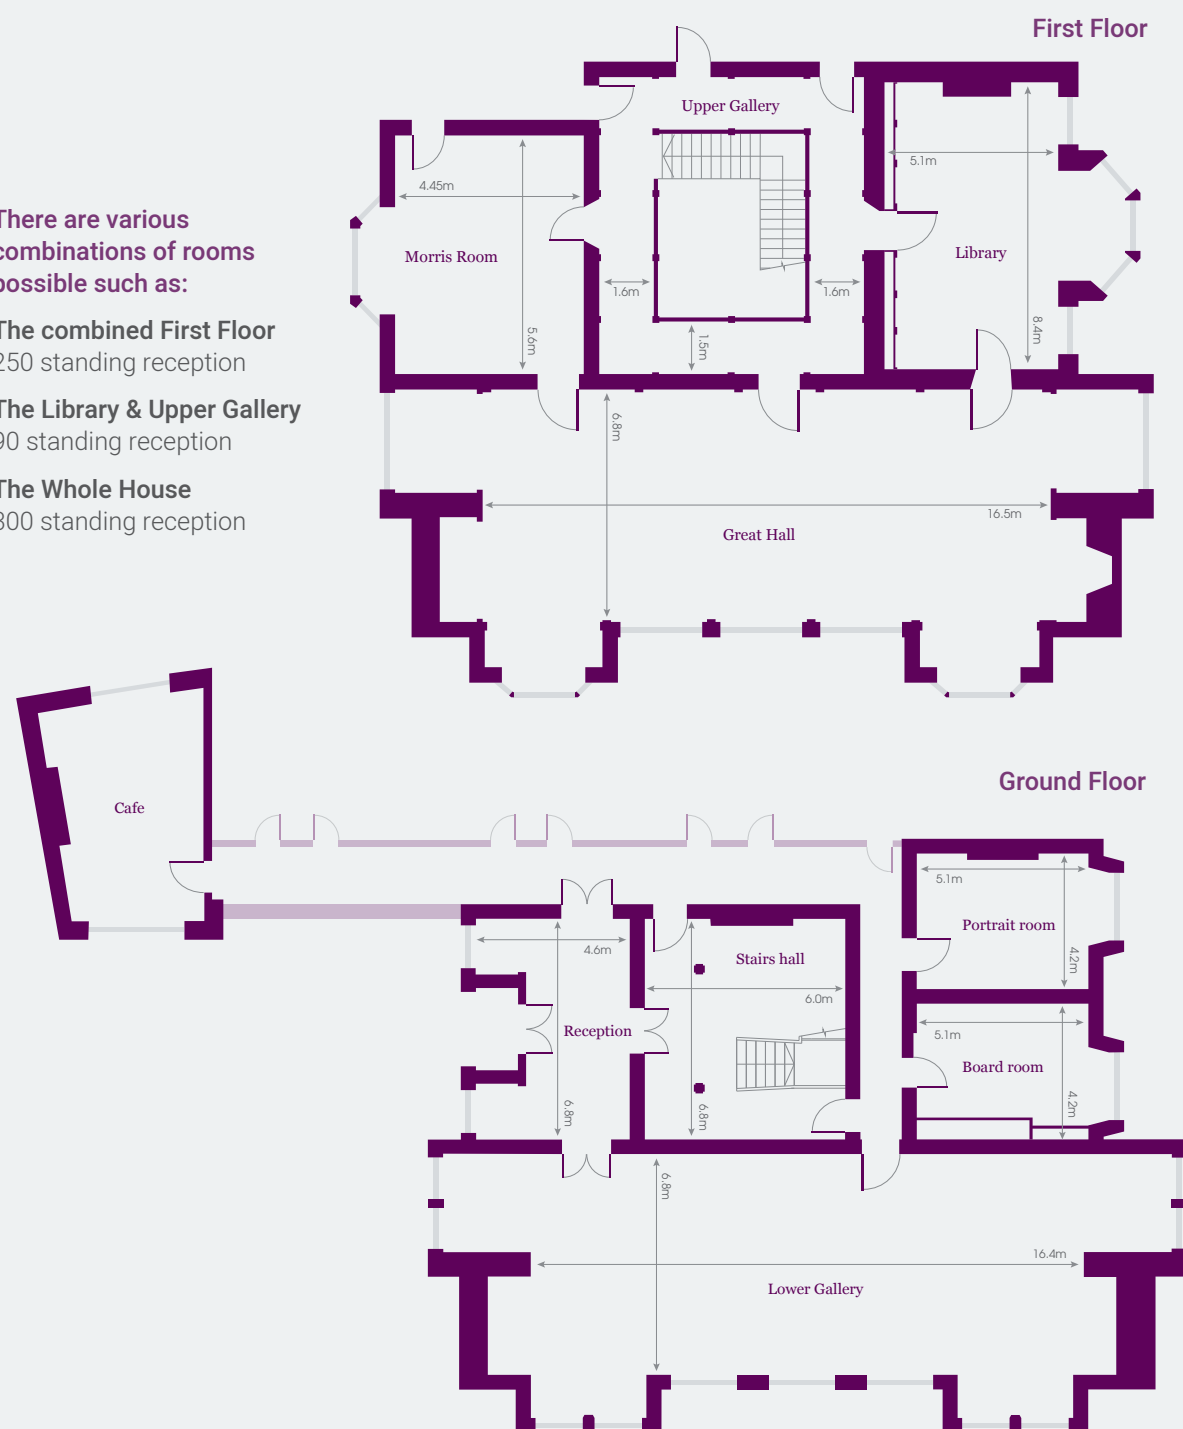 First Floor
Upper Gallery
5.1m
4.45m
There are various
combinations of rooms
possible such as:
Morris Room
Library
1.6m
1.6m
The combined First Floor
250 standing reception
5.6m
1.5m
8.4m
The Library & Upper Gallery
90 standing reception
6.8m
The Whole House
300 standing reception
16.5m
Great Hall
Ground Floor
Cafe
5.1m
Portrait room
4.2m
4.6m
Stairs hall
6.0m
Reception
5.1m
Board room
4.2m
6.8m
6.8m
6.8m
16.4m
Lower Gallery